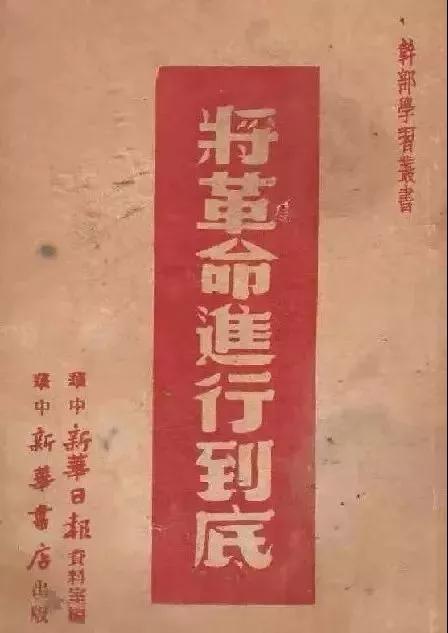 幹部學習叢書
將革命進行到底
華中新華日報資料室編
華中新華書店出版